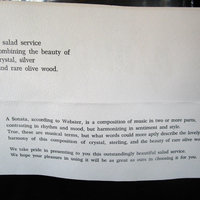 salad service
ombining the beauty of
rystal, silver
nd rare olive wood.
A Sonata, according to Webster, is a composition of music in two or more parts,
contrasting in rhythm and mood, but harmonizing in sentiment and style.
True, these are musical terms, but what words could more aptly describe the lovely
harmony of this composition of crystal, sterling, and the beauty of rare olive wo
We take pride in presenting to you this outstandingly beautiful salad service.
We hope your pleasure in using it will be as great as ours in choosing it for you.